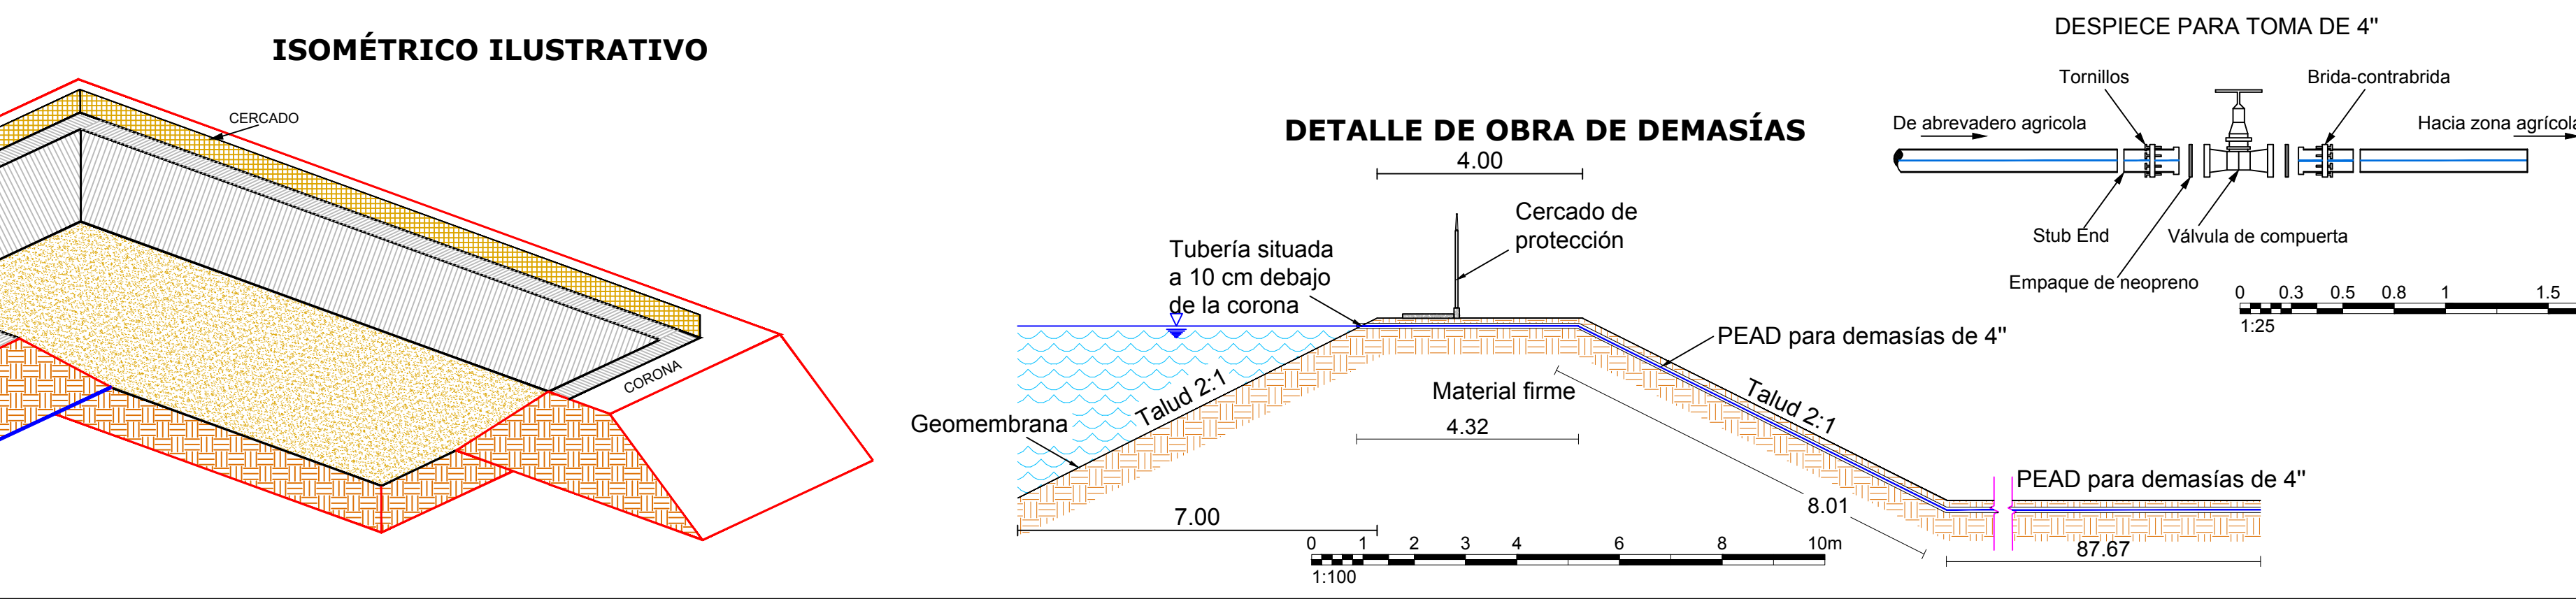 ISOMÉTRICO ILUSTRATIVO
CERCADO
CORONA
DETALLE DE OBRA DE DEMASÍAS
4.00
Cercado de
protección
Tubería situada
a 10 cm debajo
de la corona
PEAD para demasías de 4"
Talud 2:1
Material firme
Talud 2:1
Geomembrana
4.32
8.01
PEAD para demasías de 4"
7.00
87.67
0 1 2 3 4 6 8 10m
1:100
DESPIECE PARA TOMA DE 4"
Tornillos
Brida-contrabrida
De abrevadero agricola
Hacia zona agrícola
Stub End
Válvula de compuerta
Empaque de neopreno
0 0.3 0.5 0.8 1 1.5
1:25